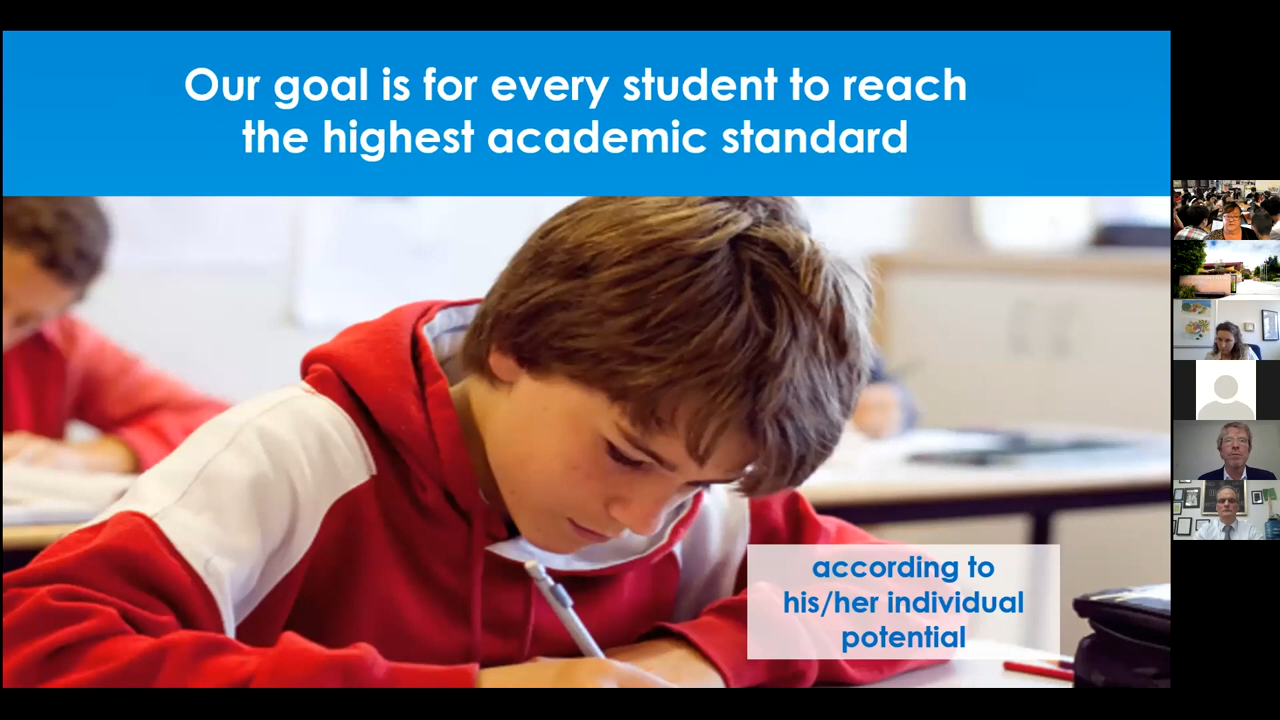 Our goal is for every student to reach
the highest academic standard
according to
his/her individual
potential